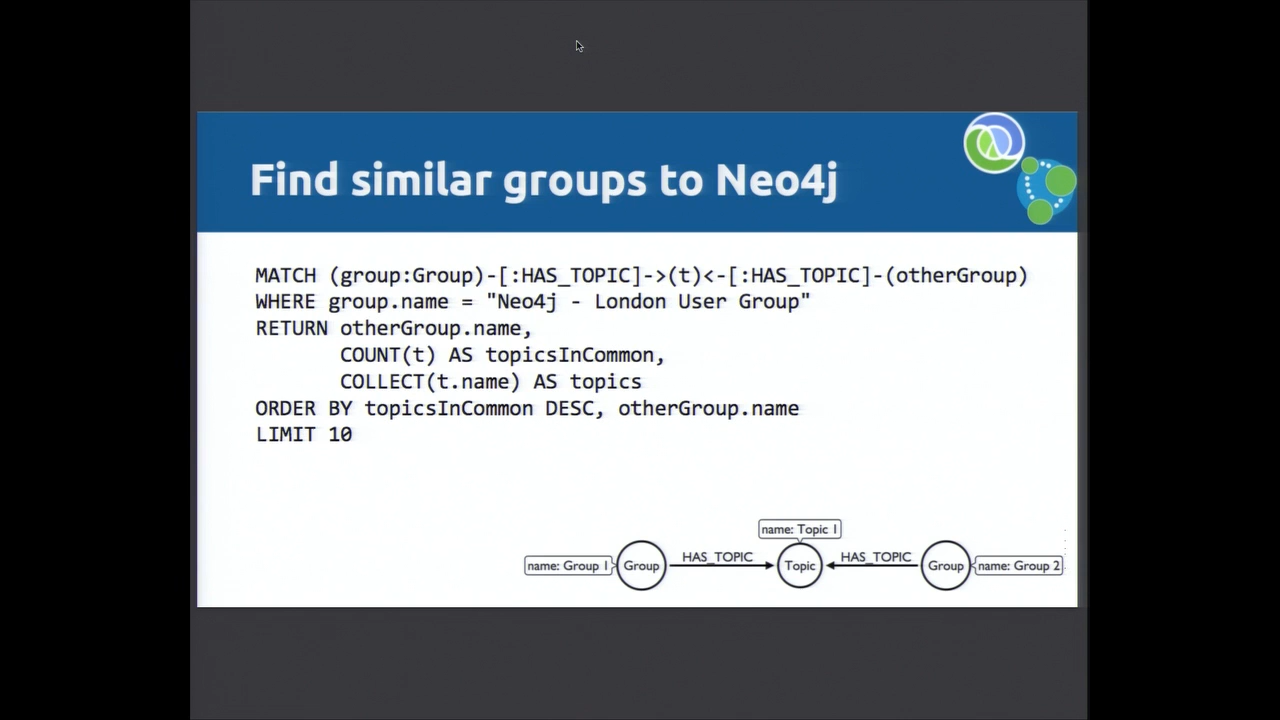 Find similar groups to Neo4j
MATCH (group:Group)-[:HAS_TOPIC]->(t)<-[:HAS_TOPIC]-(otherGroup)
WHERE group.name = "Neo4j - London User Group"
RETURN otherGroup.name,
COUNT(t) AS topicsInCommon,
COLLECT(t.name) AS topics
ORDER BY topicsInCommon DESC, otherGroup.name
LIMIT 10
name: Topic 1
name: Group 1
Group
HAS_TOPIC
Topic
HAS_TOPIC
Group
name: Group 2